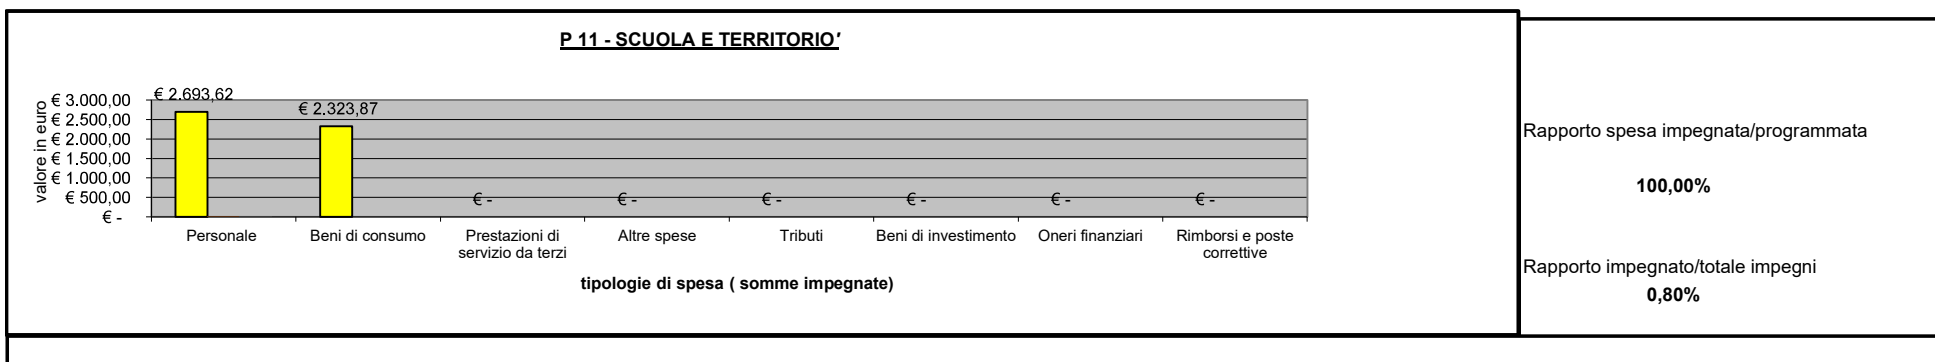 P 11 - SCUOLA E TERRITORIO'
valore in euro
€ 3.000,00
€ 2.500,00
€ 2.000,00
€ 1.500,00
€ 1.000,00
€ 500,00
€ -
€ 2.693,62
€ 2.323,87
€ -
€ -
€ -
€ -
€ -
€ -
Personale
Beni di consumo
Prestazioni di
servizio da terzi
Altre spese
Tributi
Beni di investimento
Oneri finanziari
Rimborsi e poste
correttive
tipologie di spesa ( somme impegnate)
Rapporto spesa impegnata/programmata
100,00%
Rapporto impegnato/totale impegni
0,80%